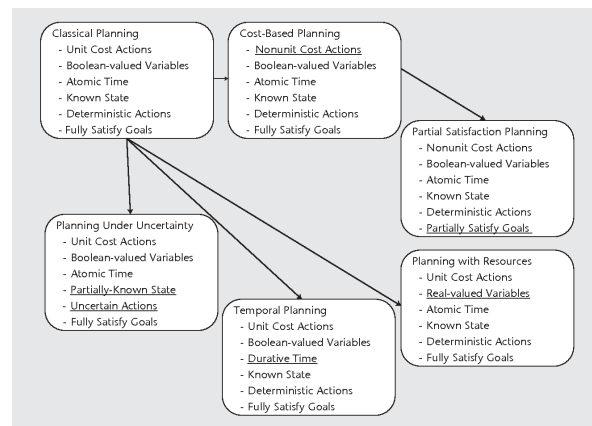 Classical Planning
- Unit Cost Actions
- Boolean-valued Variables
- Atomic Time
- Known State
- Deterministic Actions
- Fully Satisfy Goals
Cost-Based Planning
- Nonunit Cost Actions
- Boolean-valued Variables
- Atomic Time
- Known State
- Deterministic Actions
- Fully Satisfy Goals
Partial Satisfaction Planning
- Nonunit Cost Actions
- Boolean-valued Variables
- Atomic Time
- Known State
- Deterministic Actions
- Partially Satisfy Goals
Planning Under Uncertainty
- Unit Cost Actions
- Boolean-valued Variables
- Atomic Time
- Partially-Known State
- Uncertain Actions
- Fully Satisfy Goals
Temporal Planning
- Unit Cost Actions
- Boolean-valued Variables
- Durative Time
- Known State
- Deterministic Actions
- Fully Satisfy Goals
Planning with Resources
- Unit Cost Actions
- Real-valued Variables
- Atomic Time
- Known State
- Deterministic Actions
- Fully Satisfy Goals